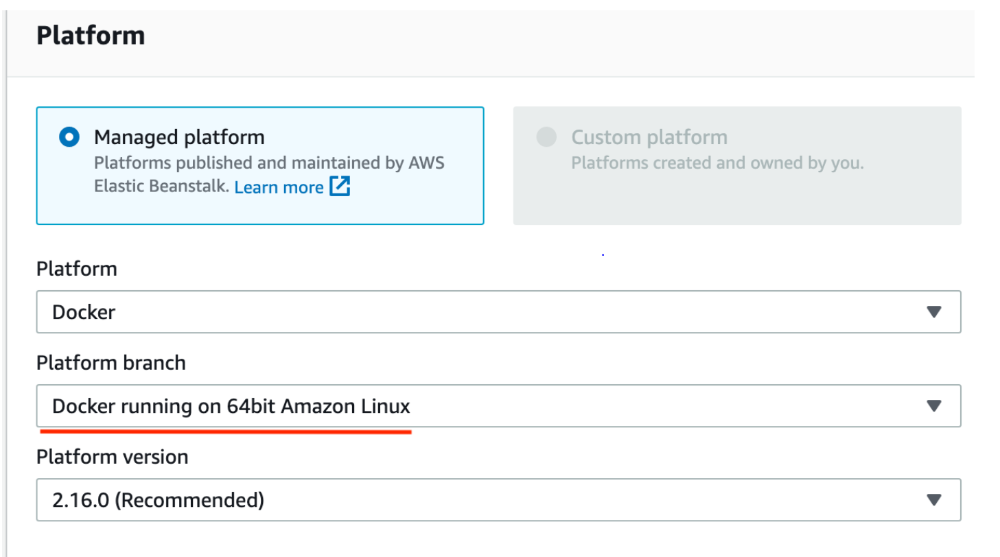 Platform
Managed platform
Platforms published and maintained by AWS
Elastic Beanstalk. Learn more
Custom platform
Platforms created and owned by you.
Platform
Docker
Platform branch
Docker running on 64bit Amazon Linux
Platform version
2.16.0 (Recommended)